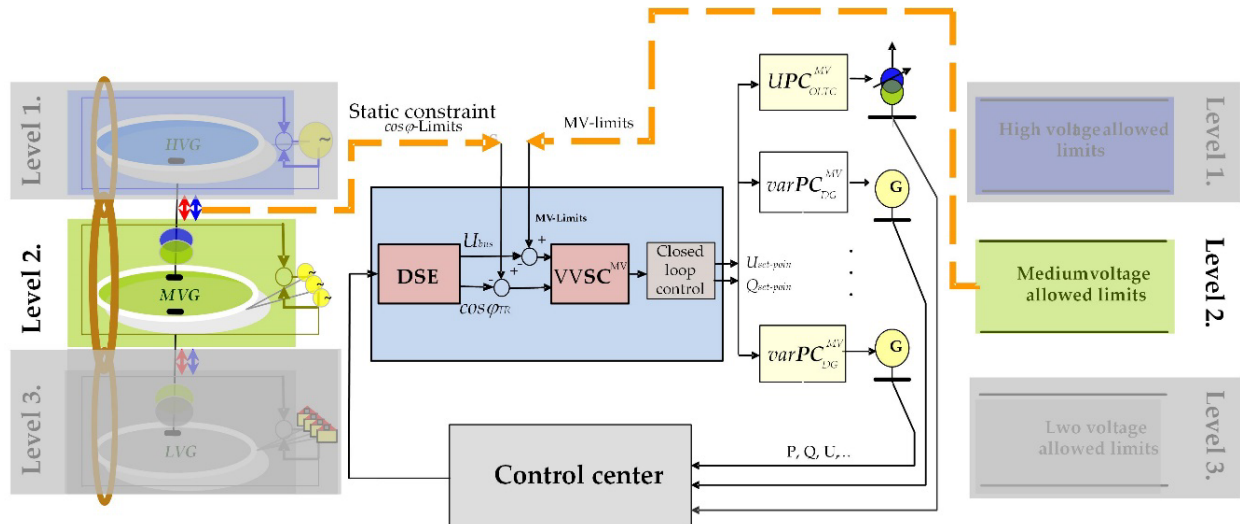 Level 1.
HVG
~
Level 2.
MVG
~
~
~
Level 3.
LVG
Static constraint
cosφ-Limits
MV-limits
MV-Limits
U_bus
+
-
+
-
DSE
cosφ_TR
VVSC^MV
Closed
loop
control
U_set-poin
Q_set-poin
UPC^MV_OLTC
varPC^MV_DG
G
⋮
varPC^MV_DG
G
P, Q, U,...
Control center
High voltage allowed
limits
Level 1.
Mediumvoltage
allowed limits
Level 2.
Lwo voltage
allowed limits
Level 3.